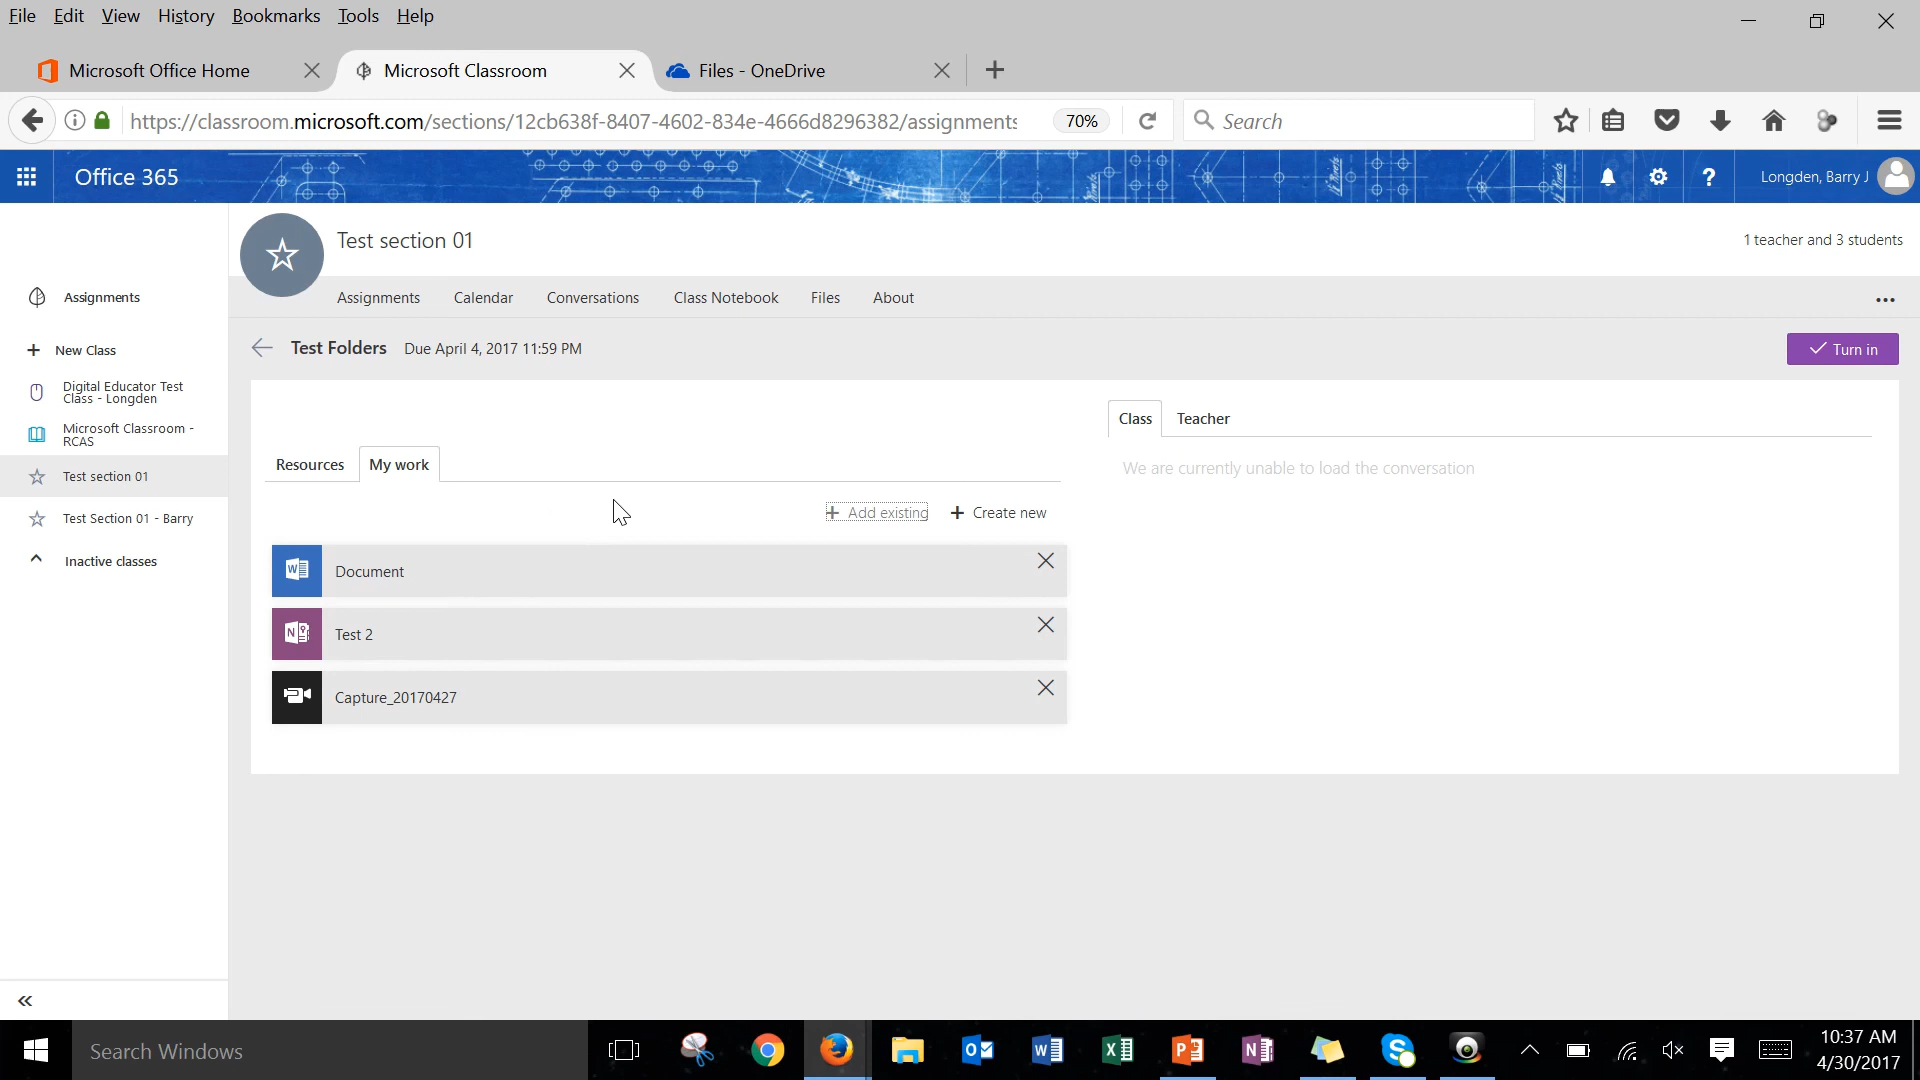 File Edit View History Bookmarks Tools Help
Microsoft Office Home
Microsoft Classroom
Files - OneDrive
https://classroom.microsoft.com/sections/12cb638f-8407-4602-834e-4666d8296382/assignments
70%
Search
Office 365
Longden, Barry J
Test section 01
1 teacher and 3 students
Assignments
Calendar
Conversations
Class Notebook
Files
About
Assignments
New Class
Digital Educator Test
Class - Longden
Microsoft Classroom -
RCAS
Test section 01
Test Section 01 - Barry
Inactive classes
Test Folders
Due April 4, 2017 11:59 PM
Turn in
Resources
My work
Add existing
Create new
Document
Test 2
Capture_20170427
Class
Teacher
We are currently unable to load the conversation
Search Windows
10:37 AM
4/30/2017